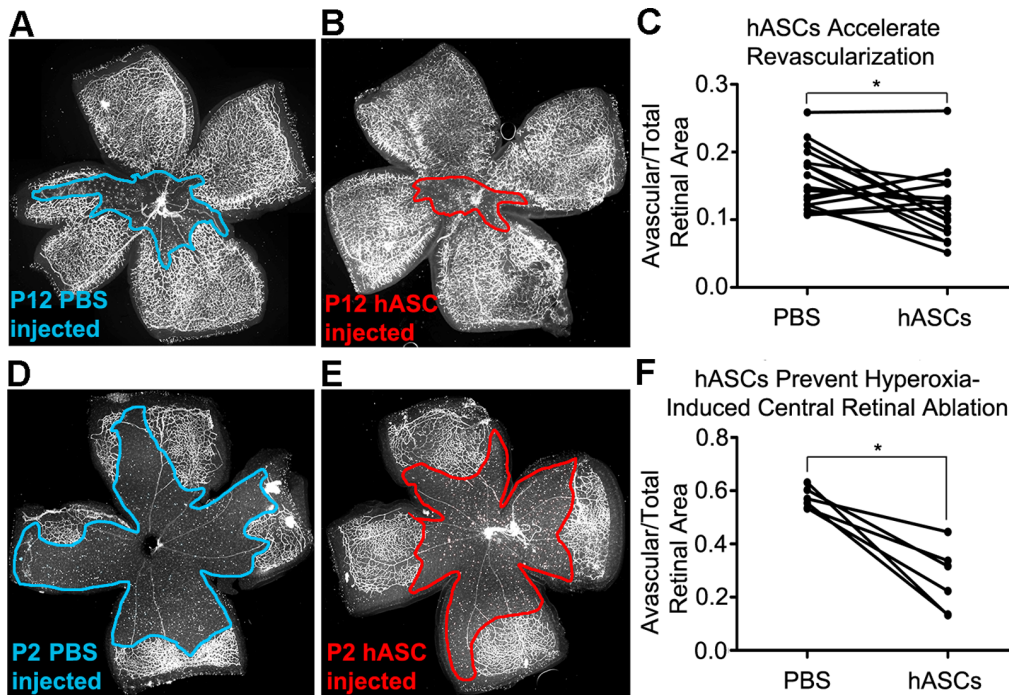 A
P12 PBS
injected
B
P12 hASC
injected
C
hASCs Accelerate
Revascularization
Avascular/Total
Retinal Area
0.3
0.2
0.1
0.0
*
PBS
hASCs
D
P2 PBS
injected
E
P2 hASC
injected
F
hASCs Prevent Hyperoxia-
Induced Central Retinal Ablation
Avascular/Total
Retinal Area
0.8
0.6
0.4
0.2
0.0
*
PBS
hASCs